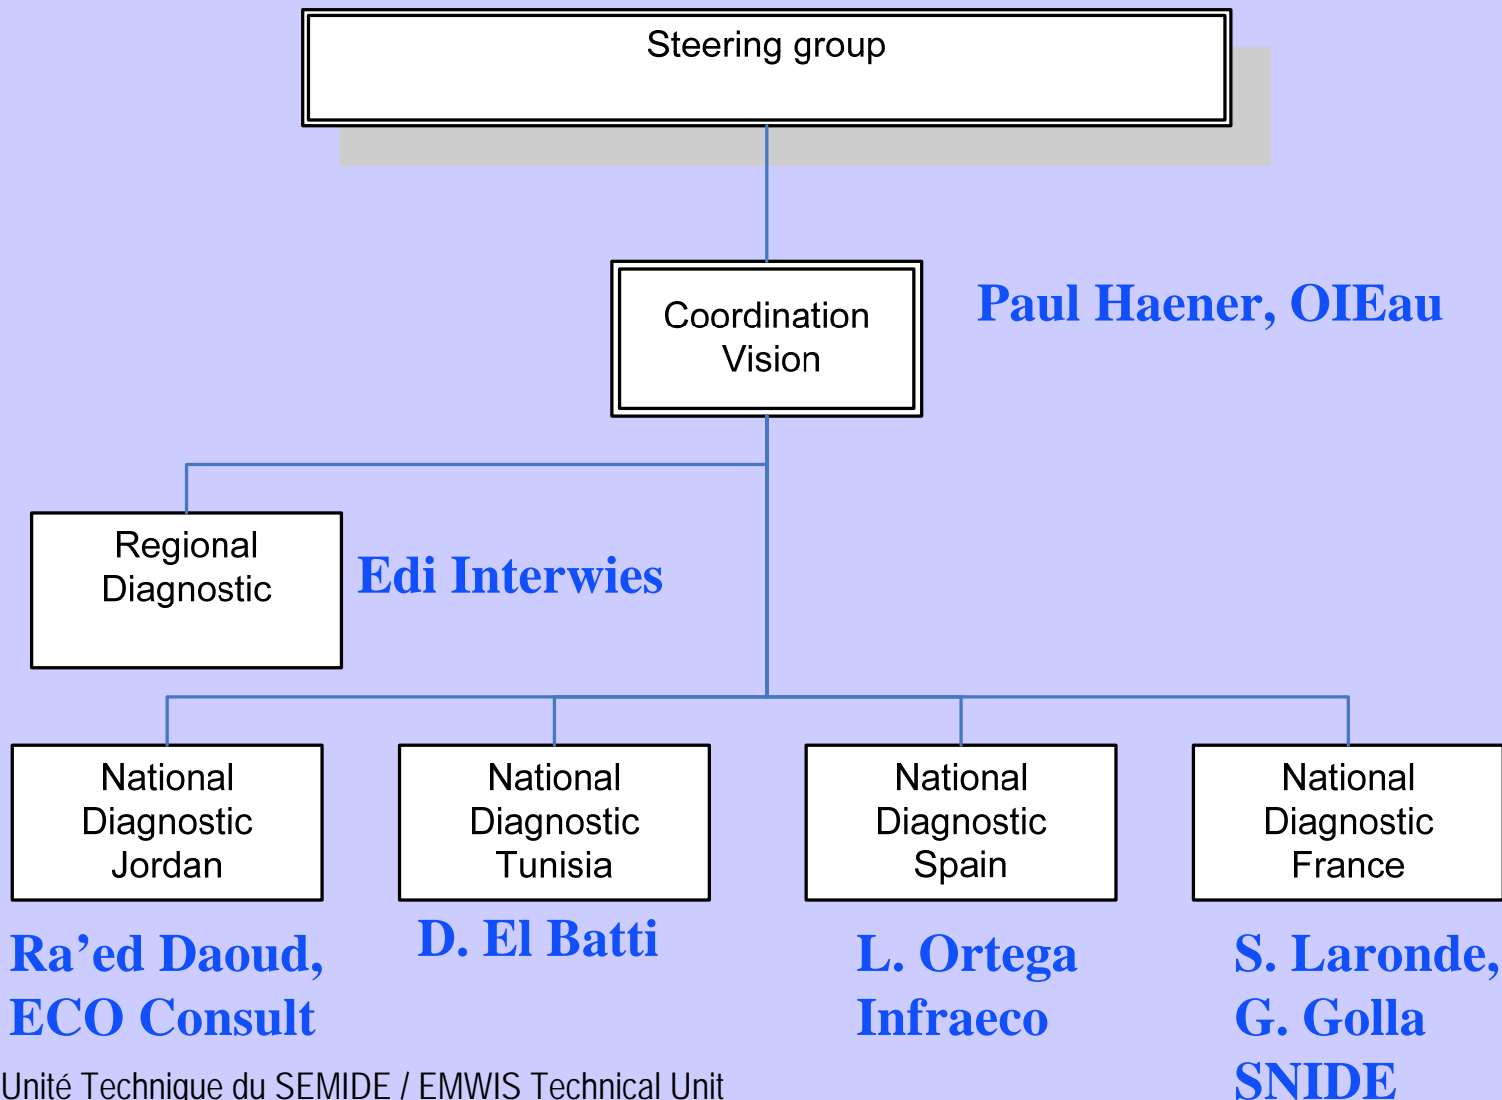 Steering group
Coordination
Vision
Paul Haener, OIEau
Regional
Diagnostic
Edi Interwies
National
Diagnostic
Jordan
National
Diagnostic
Tunisia
National
Diagnostic
Spain
National
Diagnostic
France
Ra’ed Daoud,
ECO Consult
D. El Batti
L. Ortega
Infraeco
S. Laronde,
G. Golla
SNIDE
Unité Technique du SEMIDE / EMWIS Technical Unit